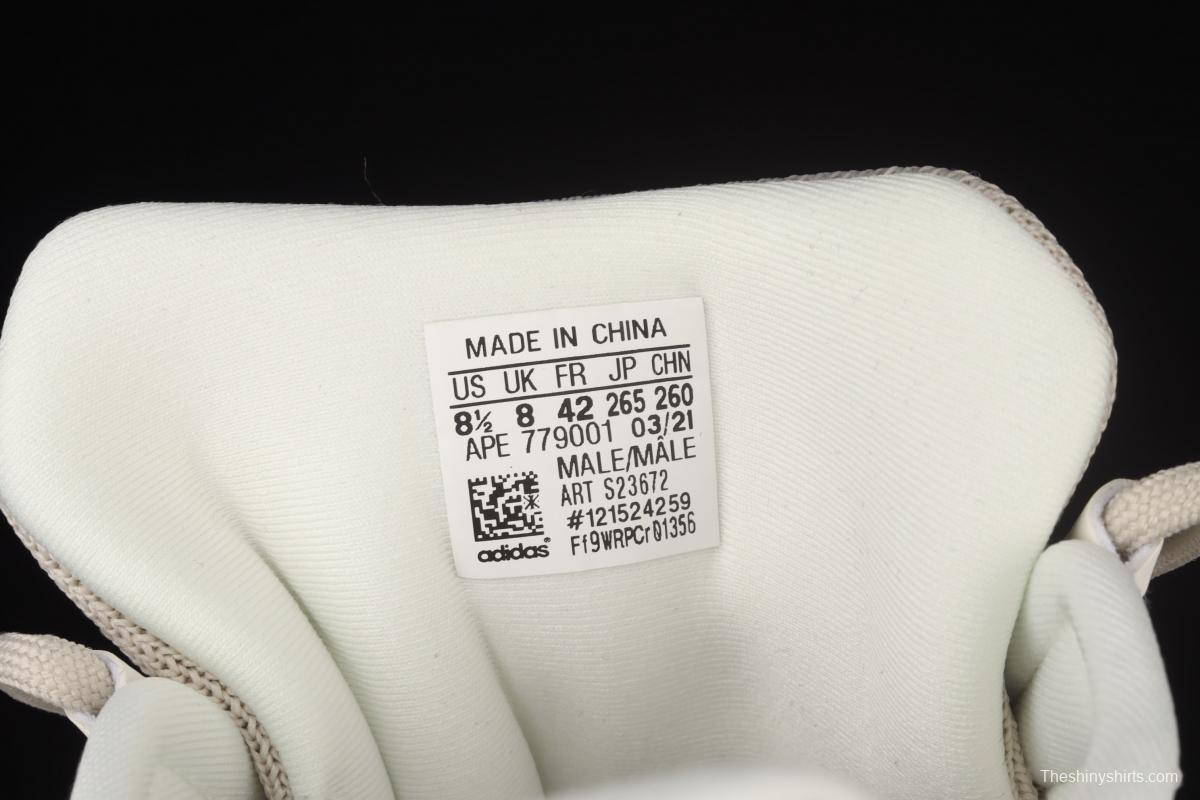 MADE IN CHINA
US UK FR JP CHN
8½ 8 42 265 260
APE 779001 03/21
MALE/MÂLE
ART S23672
#121524259
Ff9WRPCr01356
adidas®
Theshinyshirts.com